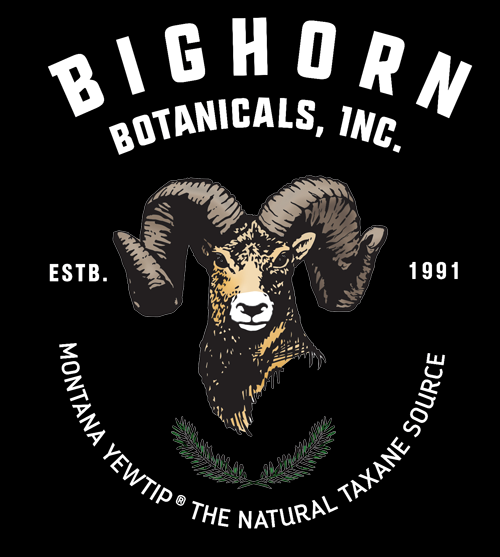 BIGHORN
BOTANICALS, INC.
ESTB. 1991
MONTANA YEWTIP® THE NATURAL TAXANE SOURCE